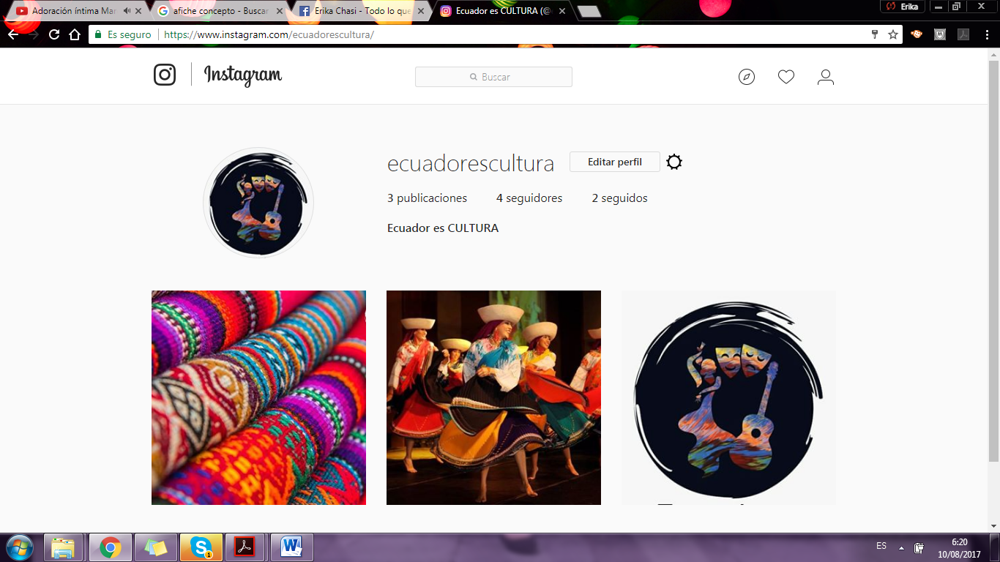 Adoración íntima Mar
afiche concepto - Buscar
Erika Chasi - Todo lo que
Ecuador es CULTURA (@
Erika
Es seguro
https://www.instagram.com/ecuadorescultura/
Instagram
Buscar
ecuadorescultura
Editar perfil
3 publicaciones
4 seguidores
2 seguidos
Ecuador es CULTURA
ES
6:20
10/08/2017